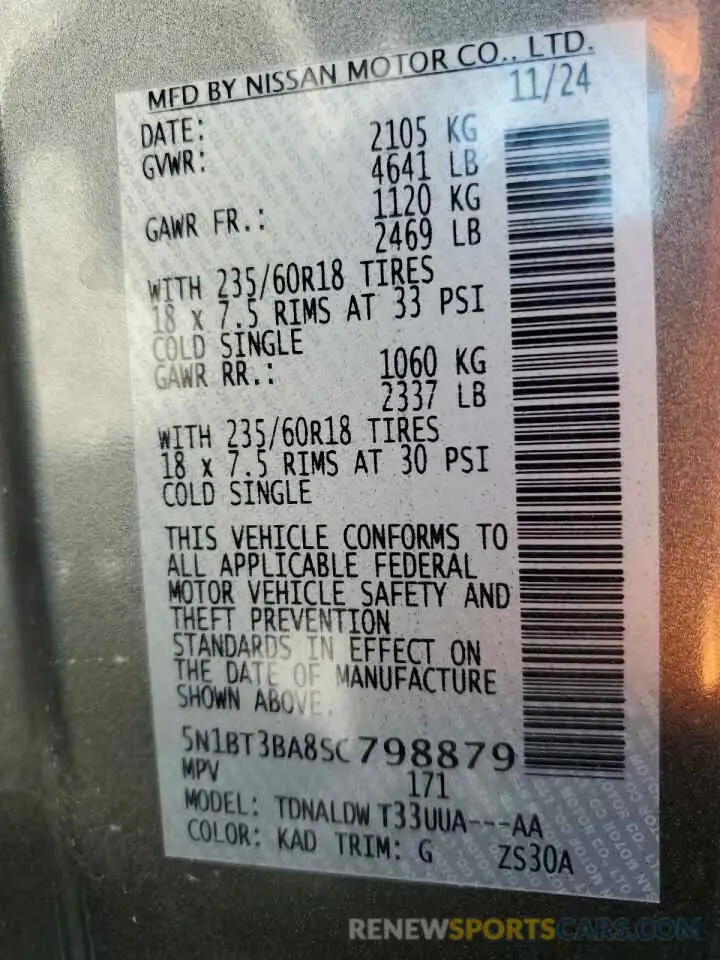 MFD BY NISSAN MOTOR CO., LTD.
DATE: 11/24
GVWR: 2105 KG
4641 LB
GAWR FR.: 1120 KG
2469 LB
WITH 235/60R18 TIRES
18 x 7.5 RIMS AT 33 PSI
COLD SINGLE
GAWR RR.: 1060 KG
2337 LB
WITH 235/60R18 TIRES
18 x 7.5 RIMS AT 30 PSI
COLD SINGLE
THIS VEHICLE CONFORMS TO
ALL APPLICABLE FEDERAL
MOTOR VEHICLE SAFETY AND
THEFT PREVENTION
STANDARDS IN EFFECT ON
THE DATE OF MANUFACTURE
SHOWN ABOVE.
5N1BT3BA8SC798879
MPV 171
MODEL: TDNALDW T33UUA---AA
COLOR: KAD TRIM: G ZS30A
RENEWSPORTSCARS.COM